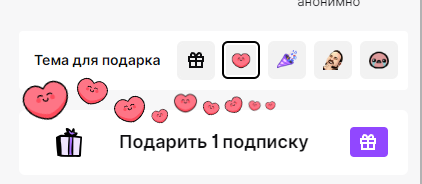 анонимно
Тема для подарка
Подарить 1 подписку